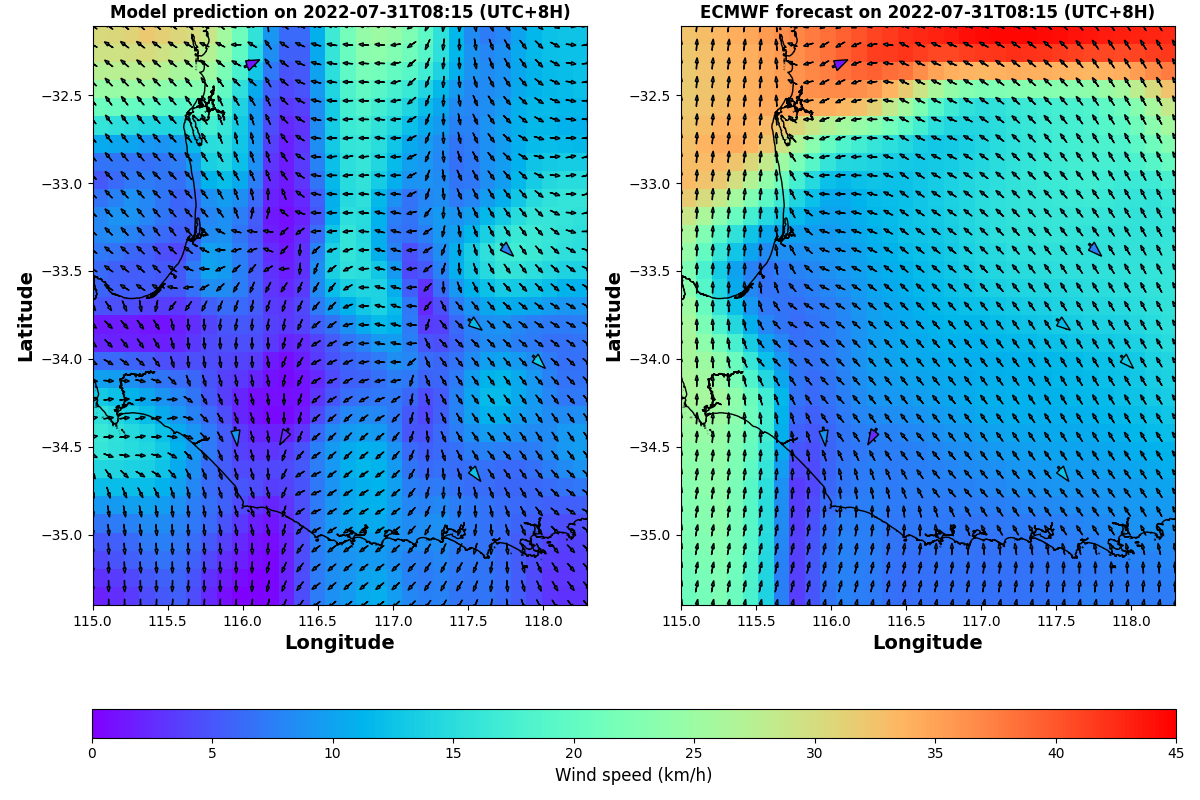 Model prediction on 2022-07-31T08:15 (UTC+8H)
ECMWF forecast on 2022-07-31T08:15 (UTC+8H)
Latitude
−32.5
−33.0
−33.5
−34.0
−34.5
−35.0
115.0 115.5 116.0 116.5 117.0 117.5 118.0
Longitude
Latitude
−32.5
−33.0
−33.5
−34.0
−34.5
−35.0
115.0 115.5 116.0 116.5 117.0 117.5 118.0
Longitude
0 5 10 15 20 25 30 35 40 45
Wind speed (km/h)